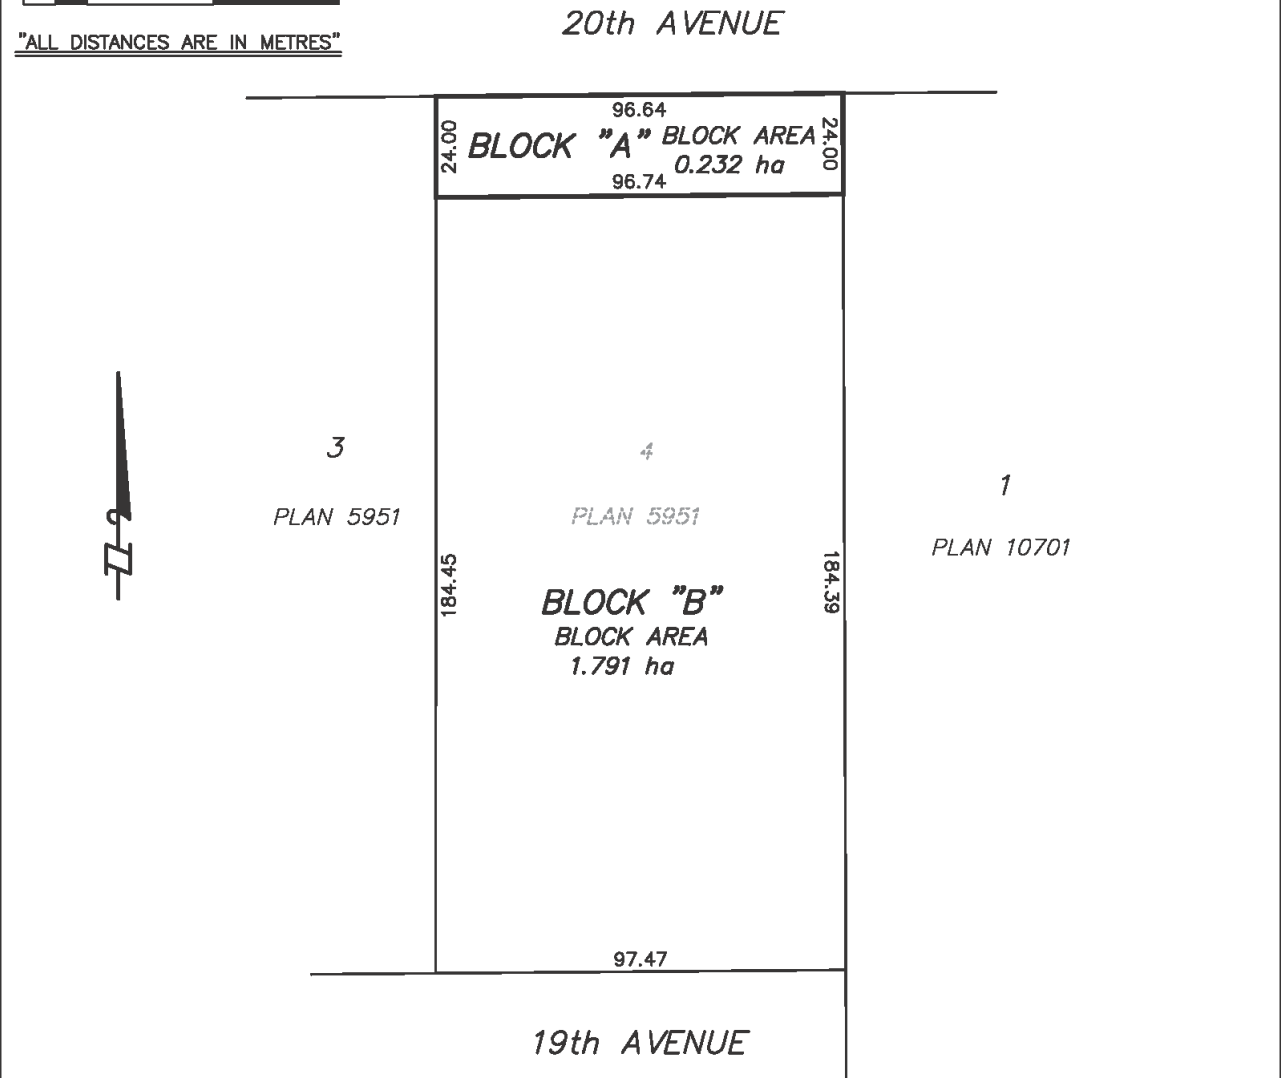 "ALL DISTANCES ARE IN METRES"
20th AVENUE
96.64
24.00
BLOCK "A"
BLOCK AREA
0.232 ha
24.00
96.74
3
PLAN 5951
4
PLAN 5951
1
PLAN 10701
184.45
184.39
BLOCK "B"
BLOCK AREA
1.791 ha
97.47
19th AVENUE